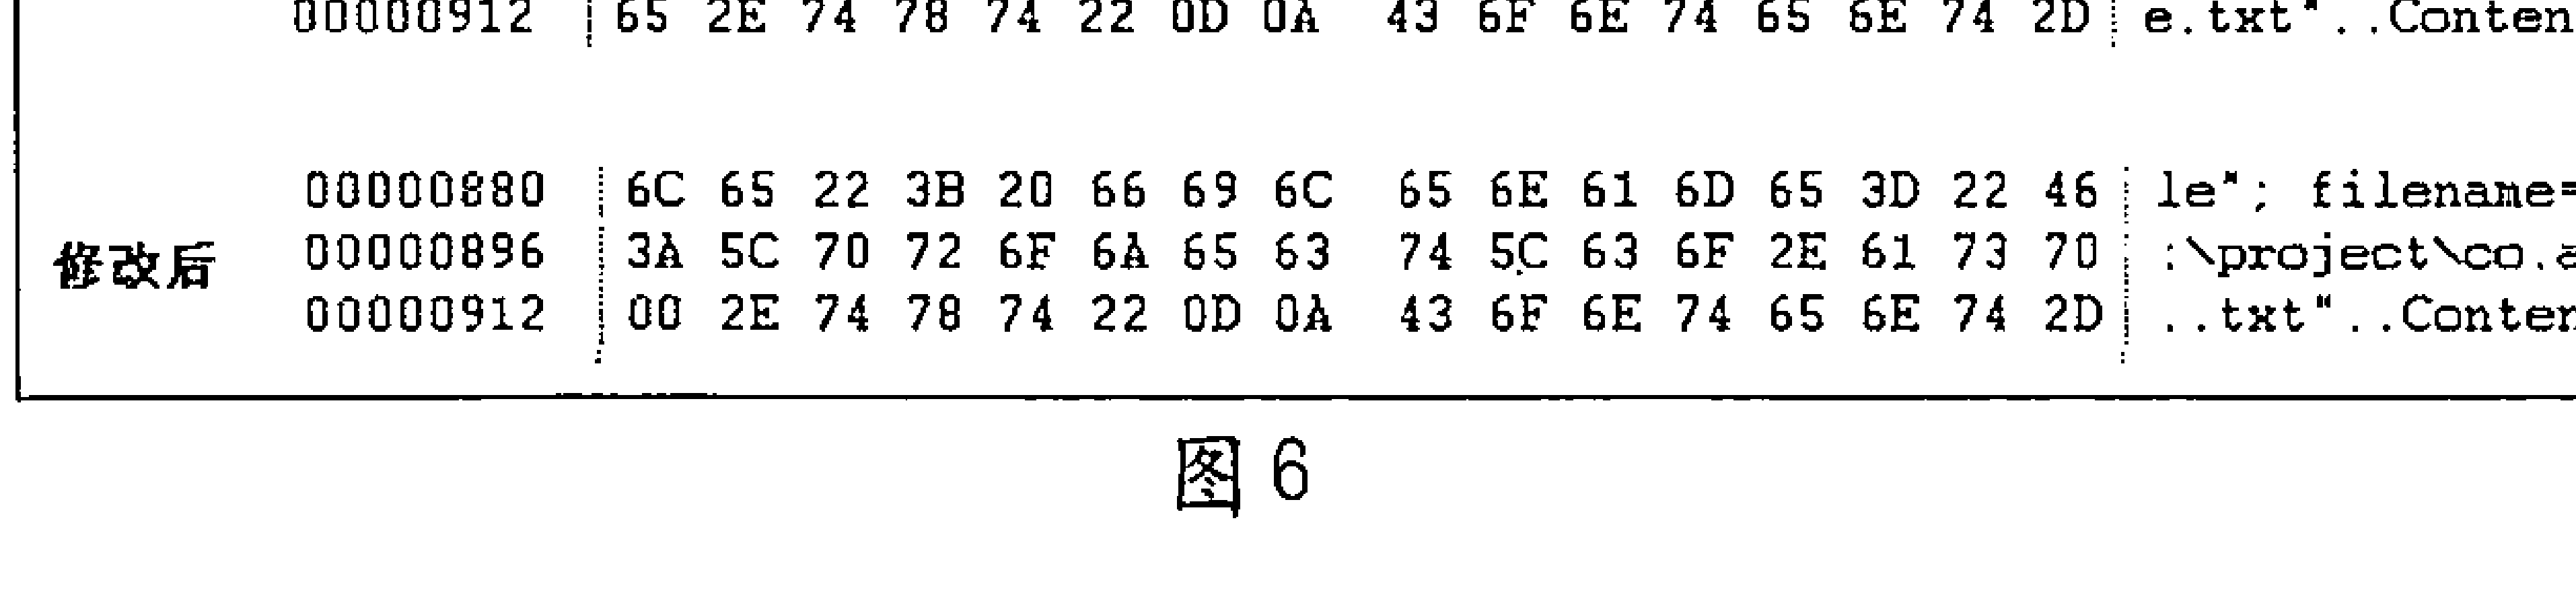 00000912 65 2E 74 78 74 22 0D 0A 43 6F 6E 74 65 6E 74 2D e.txt"..Conten
00000880 6C 65 22 3B 20 66 69 6C 65 6E 61 6D 65 3D 22 46 le"; filename=
修改后 00000896 3A 5C 70 72 6F 6A 65 63 74 5C 63 6F 2E 61 73 70 :\project\co.a
00000912 00 2E 74 78 74 22 0D 0A 43 6F 6E 74 65 6E 74 2D ..txt"..Conten
图 6